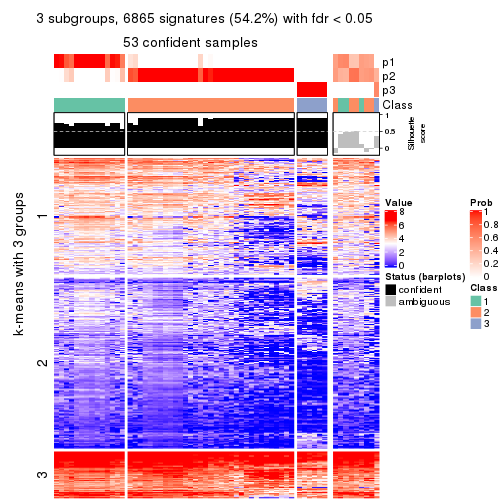 3 subgroups, 6865 signatures (54.2%) with fdr < 0.05
53 confident samples
p1
p2
p3
Class
1
0.5
0
Silhouette
score
k-means with 3 groups
1
2
3
Value
8
6
4
2
0
Status (barplots)
confident
ambiguous
Prob
1
0.8
0.6
0.4
0.2
0
Class
1
2
3